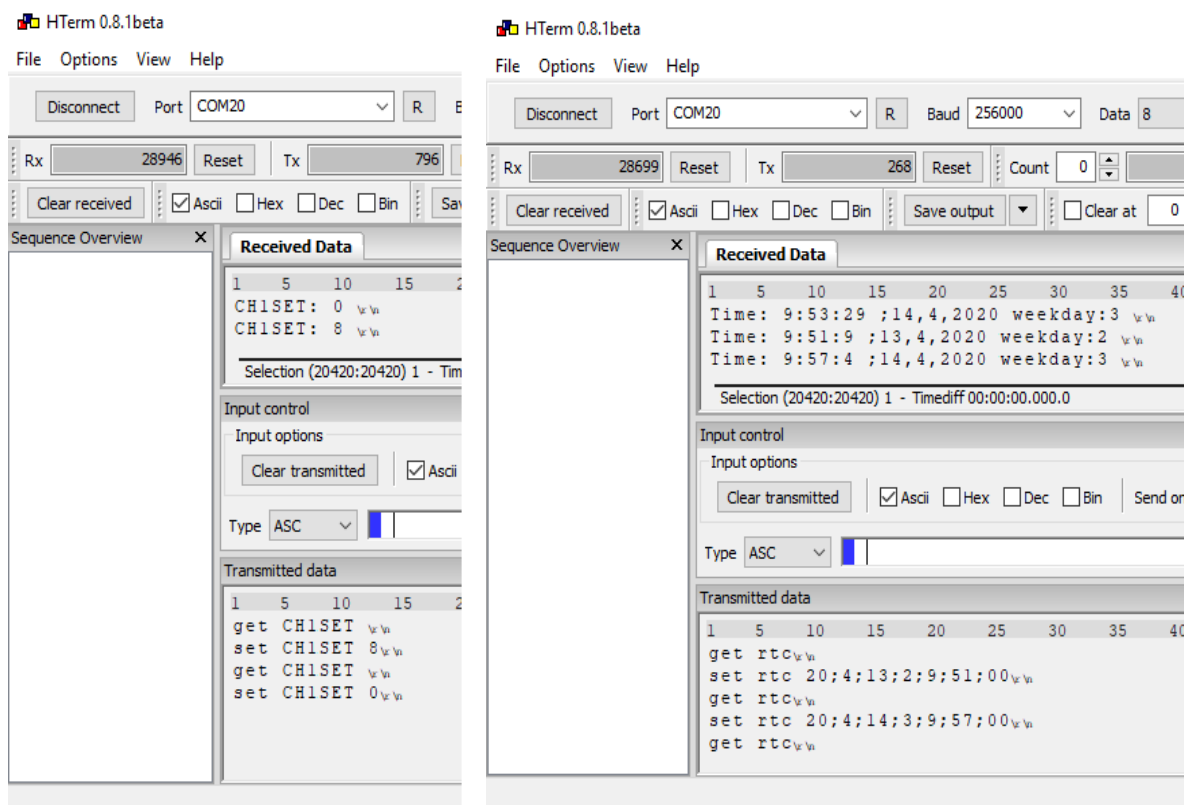 HTerm 0.8.1beta
File Options View Help
Disconnect Port COM20 R
Rx 28946 Reset Tx 796
Clear received Ascii Hex Dec Bin
Sequence Overview X
Received Data
1 5 10 15
CH1SET: 0 \r\n
CH1SET: 8 \r\n
Selection (20420:20420) 1 - Tim
Input control
Input options
Clear transmitted Ascii
Type ASC
Transmitted data
1 5 10 15
get CH1SET \r\n
set CH1SET 8\r\n
get CH1SET \r\n
set CH1SET 0\r\n
HTerm 0.8.1beta
File Options View Help
Disconnect Port COM20 R Baud 256000 Data 8
Rx 28699 Reset Tx 268 Reset Count 0
Clear received Ascii Hex Dec Bin Save output Clear at 0
Sequence Overview X
Received Data
1 5 10 15 20 25 30 35 40
Time: 9:53:29 ;14,4,2020 weekday:3 \r\n
Time: 9:51:9 ;13,4,2020 weekday:2 \r\n
Time: 9:57:4 ;14,4,2020 weekday:3 \r\n
Selection (20420:20420) 1 - Timediff 00:00:00.000.0
Input control
Input options
Clear transmitted Ascii Hex Dec Bin Send on
Type ASC
Transmitted data
1 5 10 15 20 25 30 35 40
get rtc\r\n
set rtc 20;4;13;2;9;51;00\r\n
get rtc\r\n
set rtc 20;4;14;3;9;57;00\r\n
get rtc\r\n